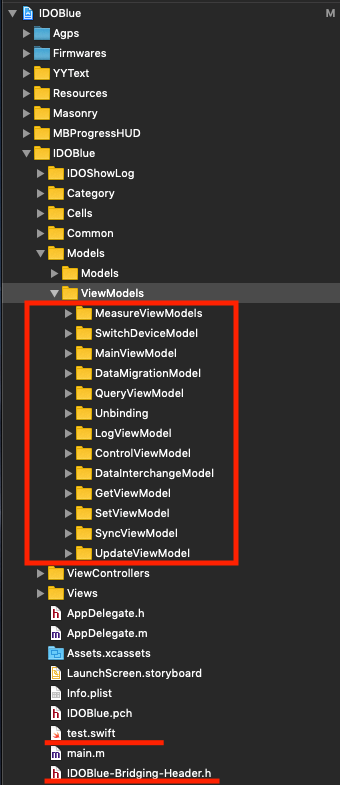 IDOBlue M
Agps
Firmwares
YYText
Resources
Masonry
MBProgressHUD
IDOBlue
IDOShowLog
Category
Cells
Common
Models
Models
ViewModels
MeasureViewModels
SwitchDeviceModel
MainViewModel
DataMigrationModel
QueryViewModel
Unbinding
LogViewModel
ControlViewModel
DataInterchangeModel
GetViewModel
SetViewModel
SyncViewModel
UpdateViewModel
ViewControllers
Views
h AppDelegate.h
m AppDelegate.m
Assets.xcassets
LaunchScreen.storyboard
Info.plist
h IDOBlue.pch
test.swift
m main.m
h IDOBlue-Bridging-Header.h